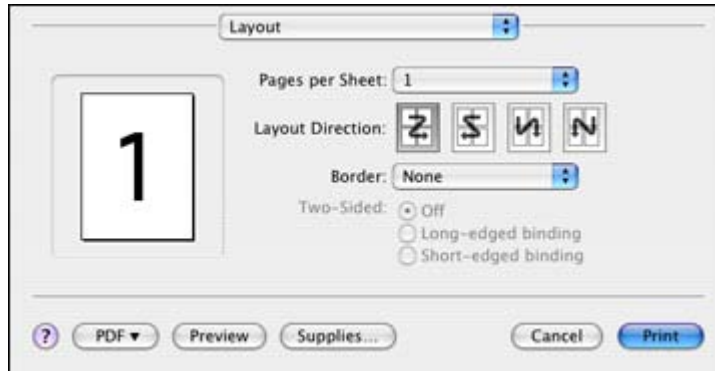 Layout
Pages per Sheet: 1
1
Layout Direction:
Border: None
Two-Sided: Off
Long-edged binding
Short-edged binding
? PDF▼ Preview Supplies... Cancel Print